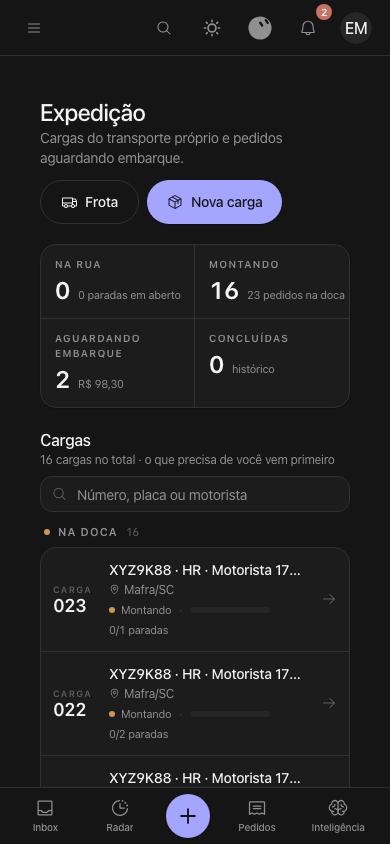 2
EM
Expedição
Cargas do transporte próprio e pedidos
aguardando embarque.
Frota
Nova carga
NA RUA
0 0 paradas em aberto
MONTANDO
16 23 pedidos na doca
AGUARDANDO
EMBARQUE
2 R$ 98,30
CONCLUÍDAS
0 histórico
Cargas
16 cargas no total · o que precisa de você vem primeiro
Número, placa ou motorista
NA DOCA 16
CARGA
023
XYZ9K88 · HR · Motorista 17...
Mafra/SC
Montando ·
0/1 paradas
CARGA
022
XYZ9K88 · HR · Motorista 17...
Mafra/SC
Montando ·
0/2 paradas
XYZ9K88 · HR · Motorista 17...
Inbox
Radar
Pedidos
Inteligência